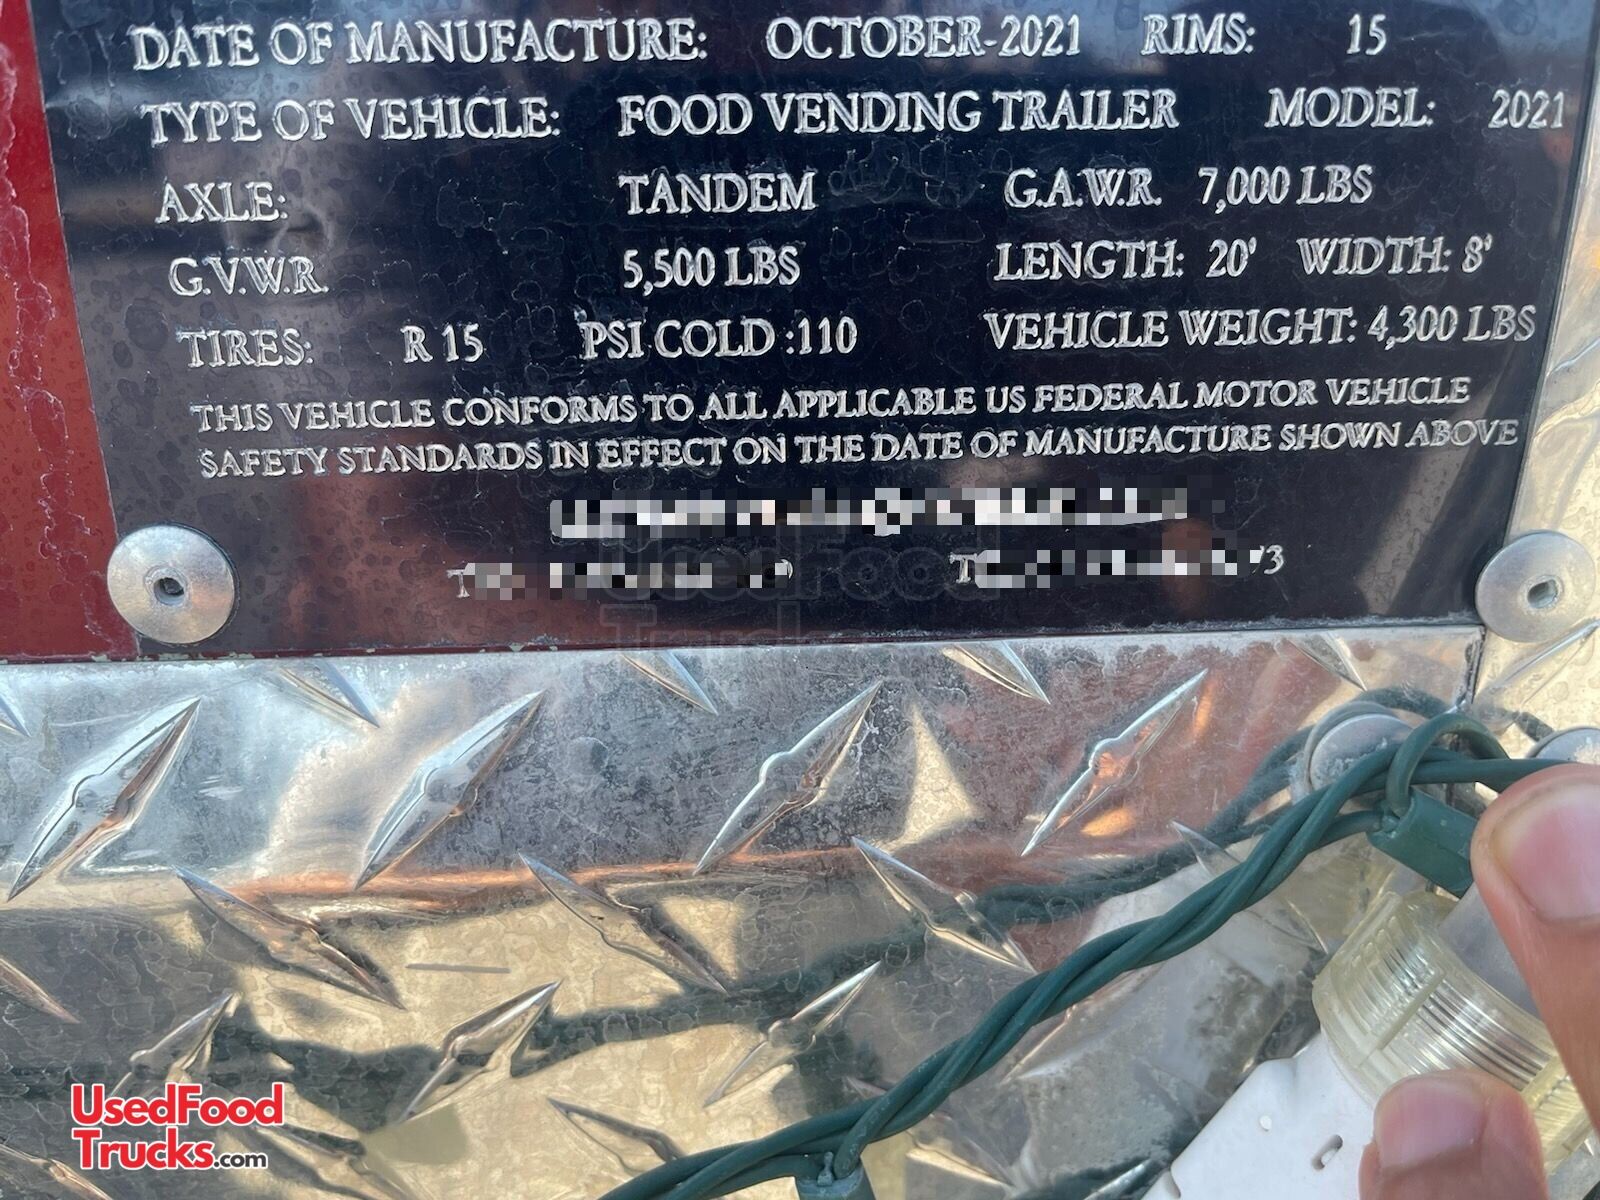 DATE OF MANUFACTURE: OCTOBER-2021 RIMS: 15
TYPE OF VEHICLE: FOOD VENDING TRAILER MODEL: 2021
AXLE: TANDEM G.A.W.R. 7,000 LBS
G.V.W.R. 5,500 LBS LENGTH: 20' WIDTH: 8'
TIRES: R 15 PSI COLD :110 VEHICLE WEIGHT: 4,300 LBS
THIS VEHICLE CONFORMS TO ALL APPLICABLE US FEDERAL MOTOR VEHICLE
SAFETY STANDARDS IN EFFECT ON THE DATE OF MANUFACTURE SHOWN ABOVE
UsedFood
Trucks
UsedFood
Trucks.com